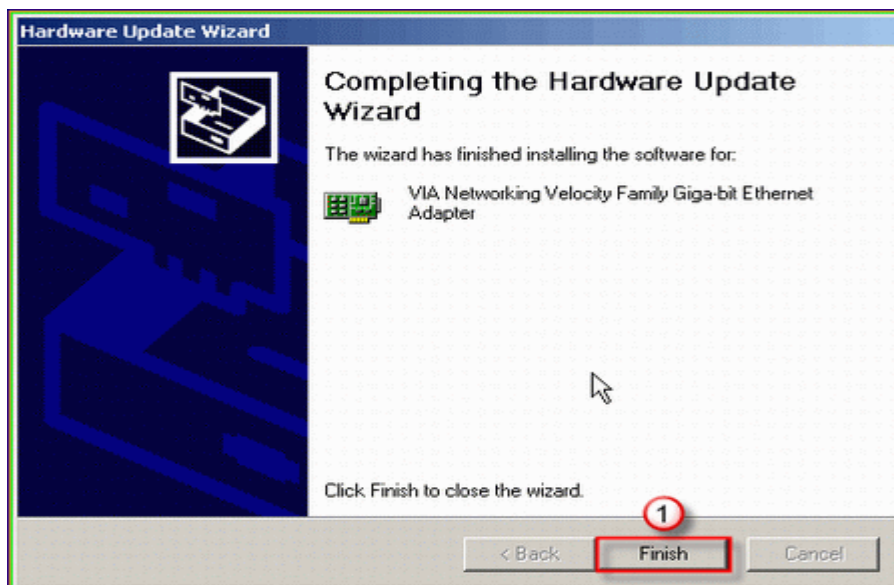 Hardware Update Wizard
Completing the Hardware Update
Wizard
The wizard has finished installing the software for:
VIA Networking Velocity Family Giga-bit Ethernet
Adapter
Click Finish to close the wizard.
1
< Back Finish Cancel